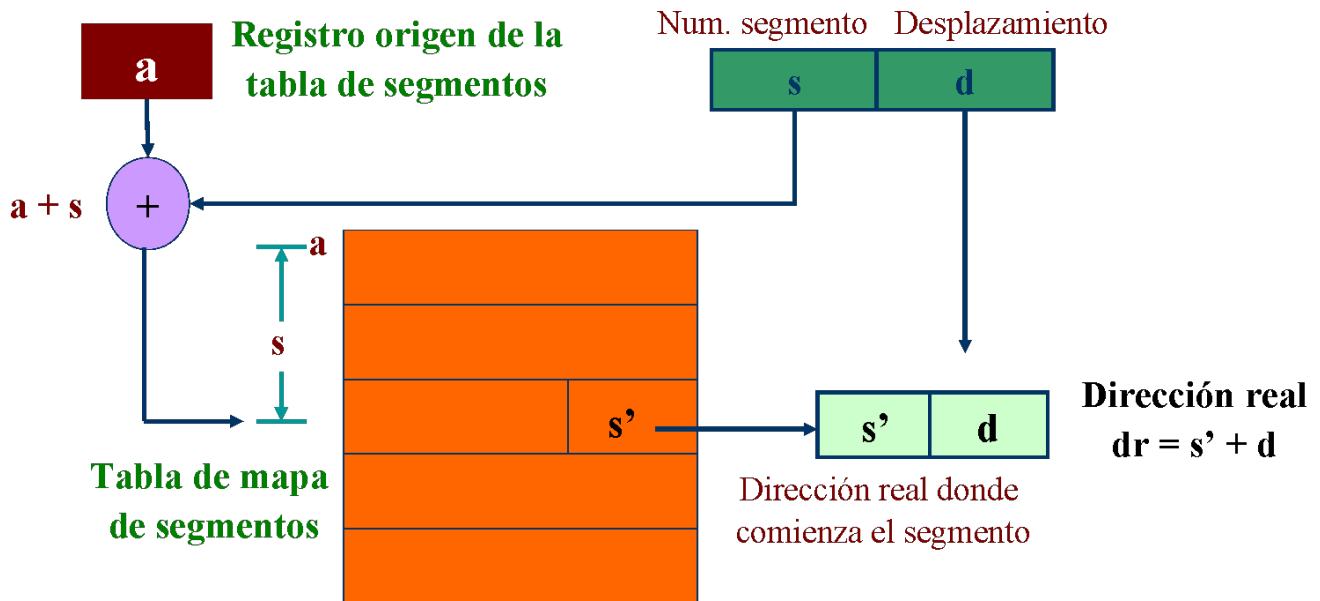 a
Registro origen de la
tabla de segmentos
Num. segmento
Desplazamiento
s
d
a + s
+
a
s
s’
s’
d
Dirección real
dr = s’ + d
Tabla de mapa
de segmentos
Dirección real donde
comienza el segmento